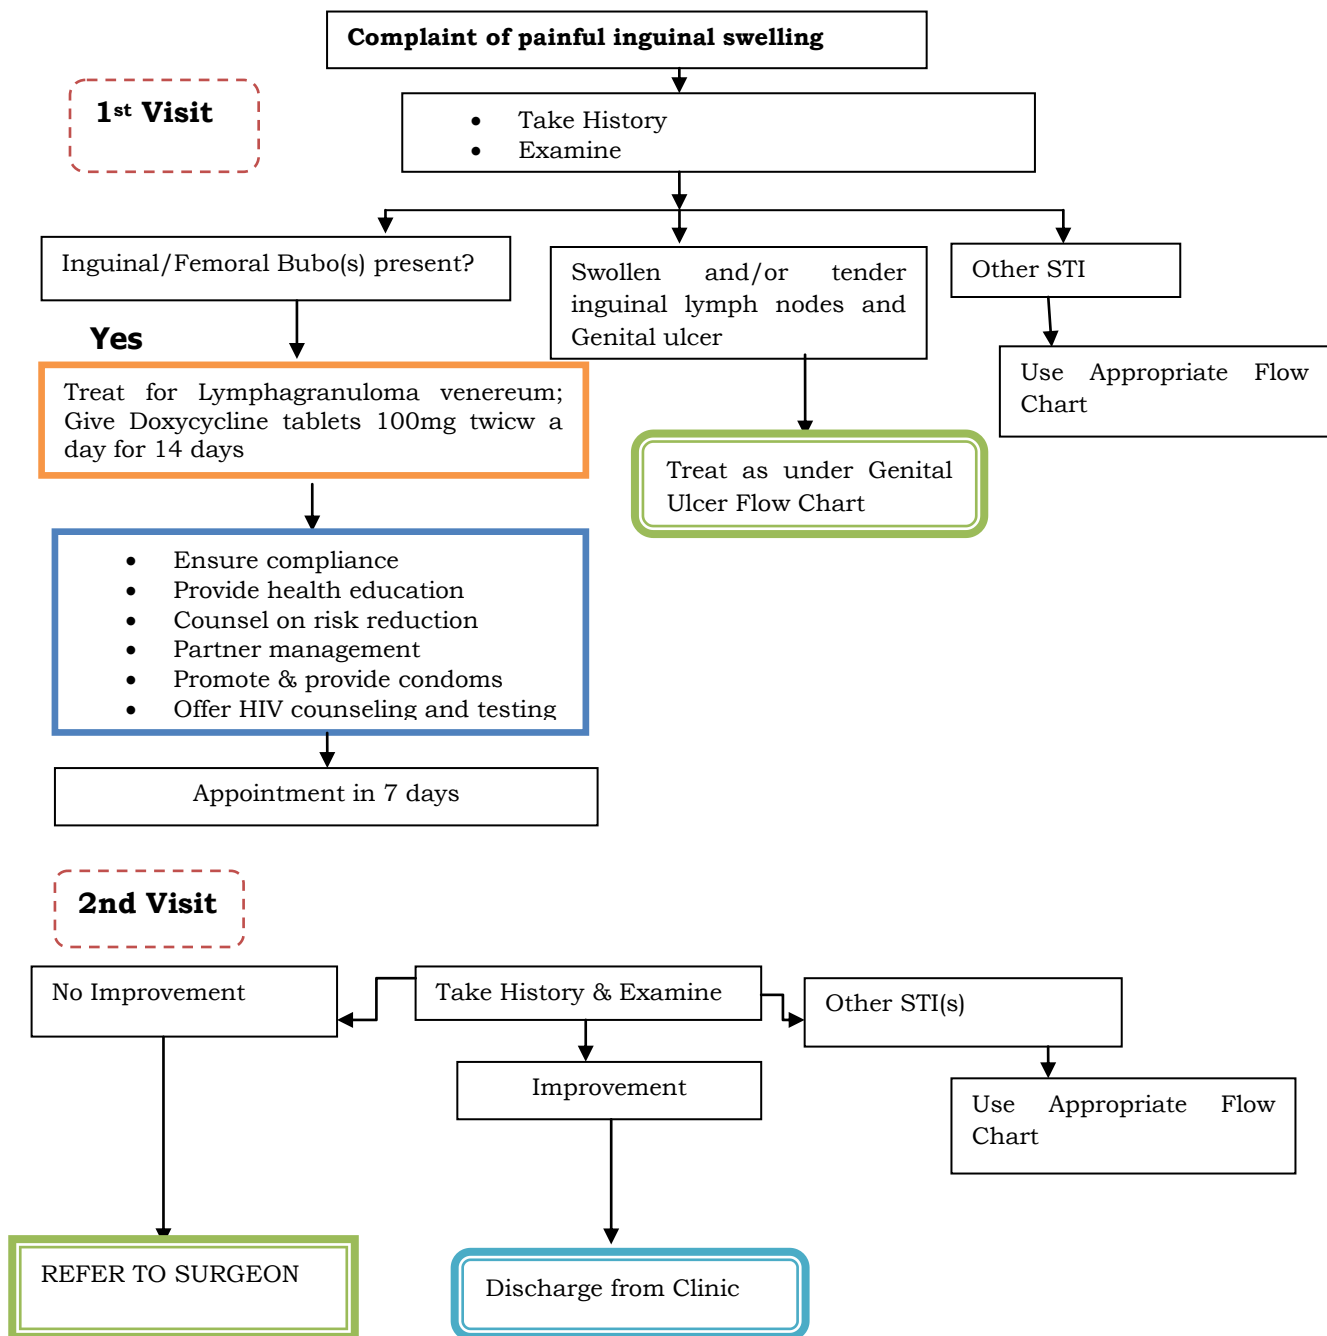 Complaint of painful inguinal swelling
1st Visit
• Take History
• Examine
Inguinal/Femoral Bubo(s) present?
Swollen and/or tender
inguinal lymph nodes and
Genital ulcer
Other STI
Yes
Use Appropriate Flow
Chart
Treat for Lymphagranuloma venereum;
Give Doxycycline tablets 100mg twicw a
day for 14 days
Treat as under Genital
Ulcer Flow Chart
• Ensure compliance
• Provide health education
• Counsel on risk reduction
• Partner management
• Promote & provide condoms
• Offer HIV counseling and testing
Appointment in 7 days
2nd Visit
No Improvement
Take History & Examine
Other STI(s)
Improvement
Use Appropriate Flow
Chart
REFER TO SURGEON
Discharge from Clinic